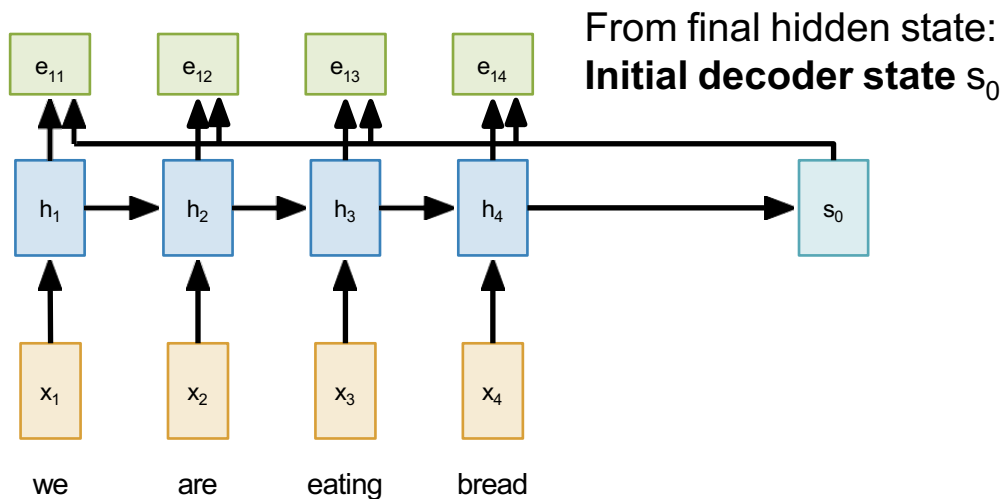 From final hidden state:
Initial decoder state s₀
e₁₁ e₁₂ e₁₃ e₁₄
h₁ h₂ h₃ h₄ s₀
x₁ x₂ x₃ x₄
we are eating bread